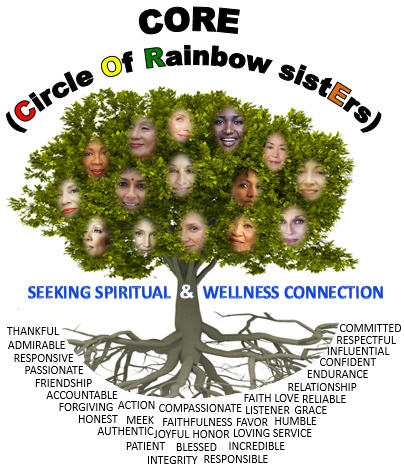 CORE
(Circle Of Rainbow sistErs)
SEEKING SPIRITUAL & WELLNESS CONNECTION
THANKFUL
ADMIRABLE
RESPONSIVE
PASSIONATE
FRIENDSHIP
ACCOUNTABLE
FORGIVING
HONEST
ACTION
MEEK
AUTHENTIC
PATIENT
COMPASSIONATE
FAITHFULNESS
JOYFUL
HONOR
BLESSED
INTEGRITY
RESPONSIBLE
INCREDIBLE
LOVING
SERVICE
FAVOR
HUMBLE
LISTENER
GRACE
FAITH
LOVE
RELIABLE
RELATIONSHIP
ENDURANCE
CONFIDENT
INFLUENTIAL
RESPECTFUL
COMMITTED